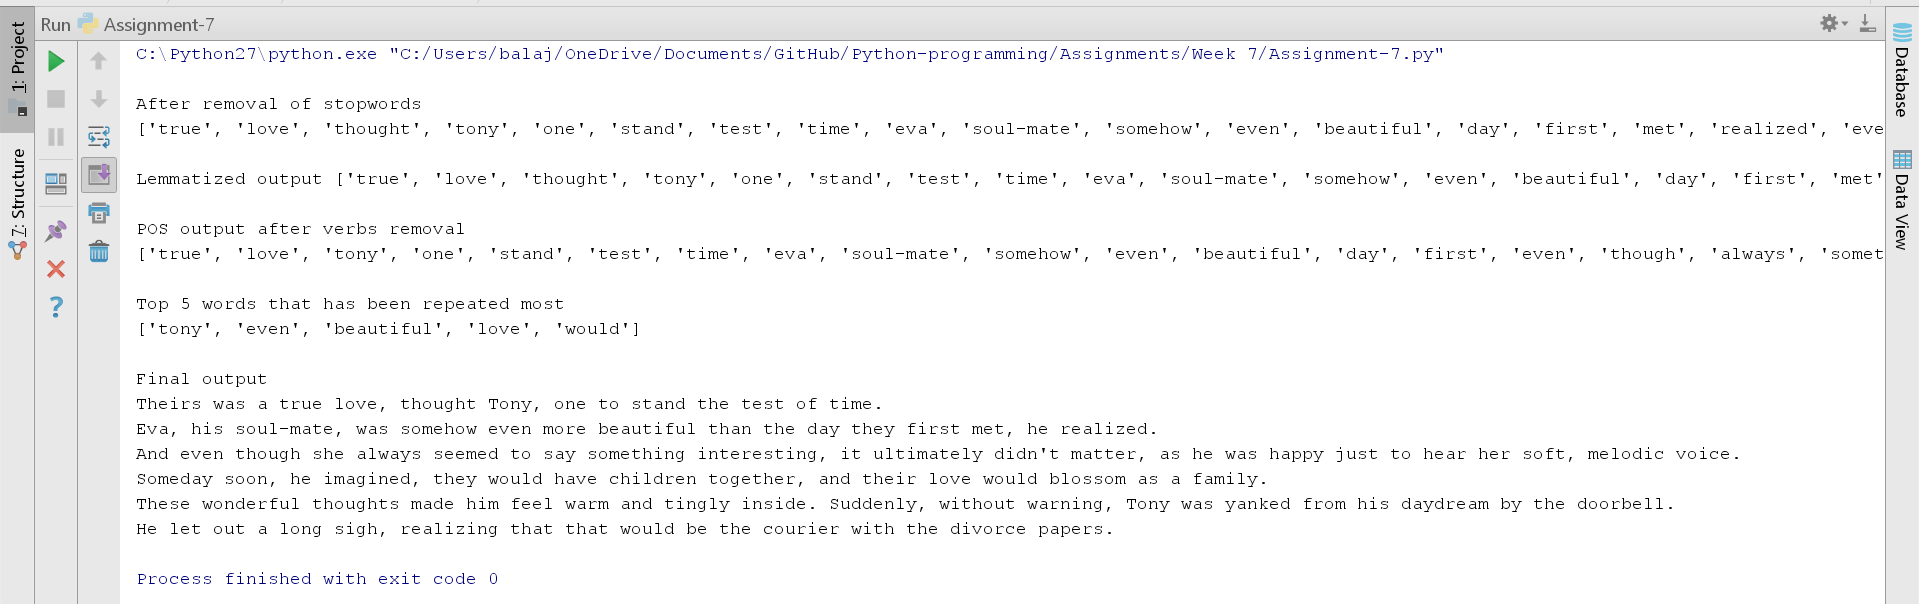 Run Assignment-7
1: Project
7: Structure
Database
Data View
C:\Python27\python.exe "C:/Users/balaj/OneDrive/Documents/GitHub/Python-programming/Assignments/Week 7/Assignment-7.py"
After removal of stopwords
['true', 'love', 'thought', 'tony', 'one', 'stand', 'test', 'time', 'eva', 'soul-mate', 'somehow', 'even', 'beautiful', 'day', 'first', 'met', 'realized', 'eve
Lemmatized output ['true', 'love', 'thought', 'tony', 'one', 'stand', 'test', 'time', 'eva', 'soul-mate', 'somehow', 'even', 'beautiful', 'day', 'first', 'met'
POS output after verbs removal
['true', 'love', 'tony', 'one', 'stand', 'test', 'time', 'eva', 'soul-mate', 'somehow', 'even', 'beautiful', 'day', 'first', 'even', 'though', 'always', 'somet
Top 5 words that has been repeated most
['tony', 'even', 'beautiful', 'love', 'would']
Final output
Theirs was a true love, thought Tony, one to stand the test of time.
Eva, his soul-mate, was somehow even more beautiful than the day they first met, he realized.
And even though she always seemed to say something interesting, it ultimately didn't matter, as he was happy just to hear her soft, melodic voice.
Someday soon, he imagined, they would have children together, and their love would blossom as a family.
These wonderful thoughts made him feel warm and tingly inside. Suddenly, without warning, Tony was yanked from his daydream by the doorbell.
He let out a long sigh, realizing that that would be the courier with the divorce papers.
Process finished with exit code 0